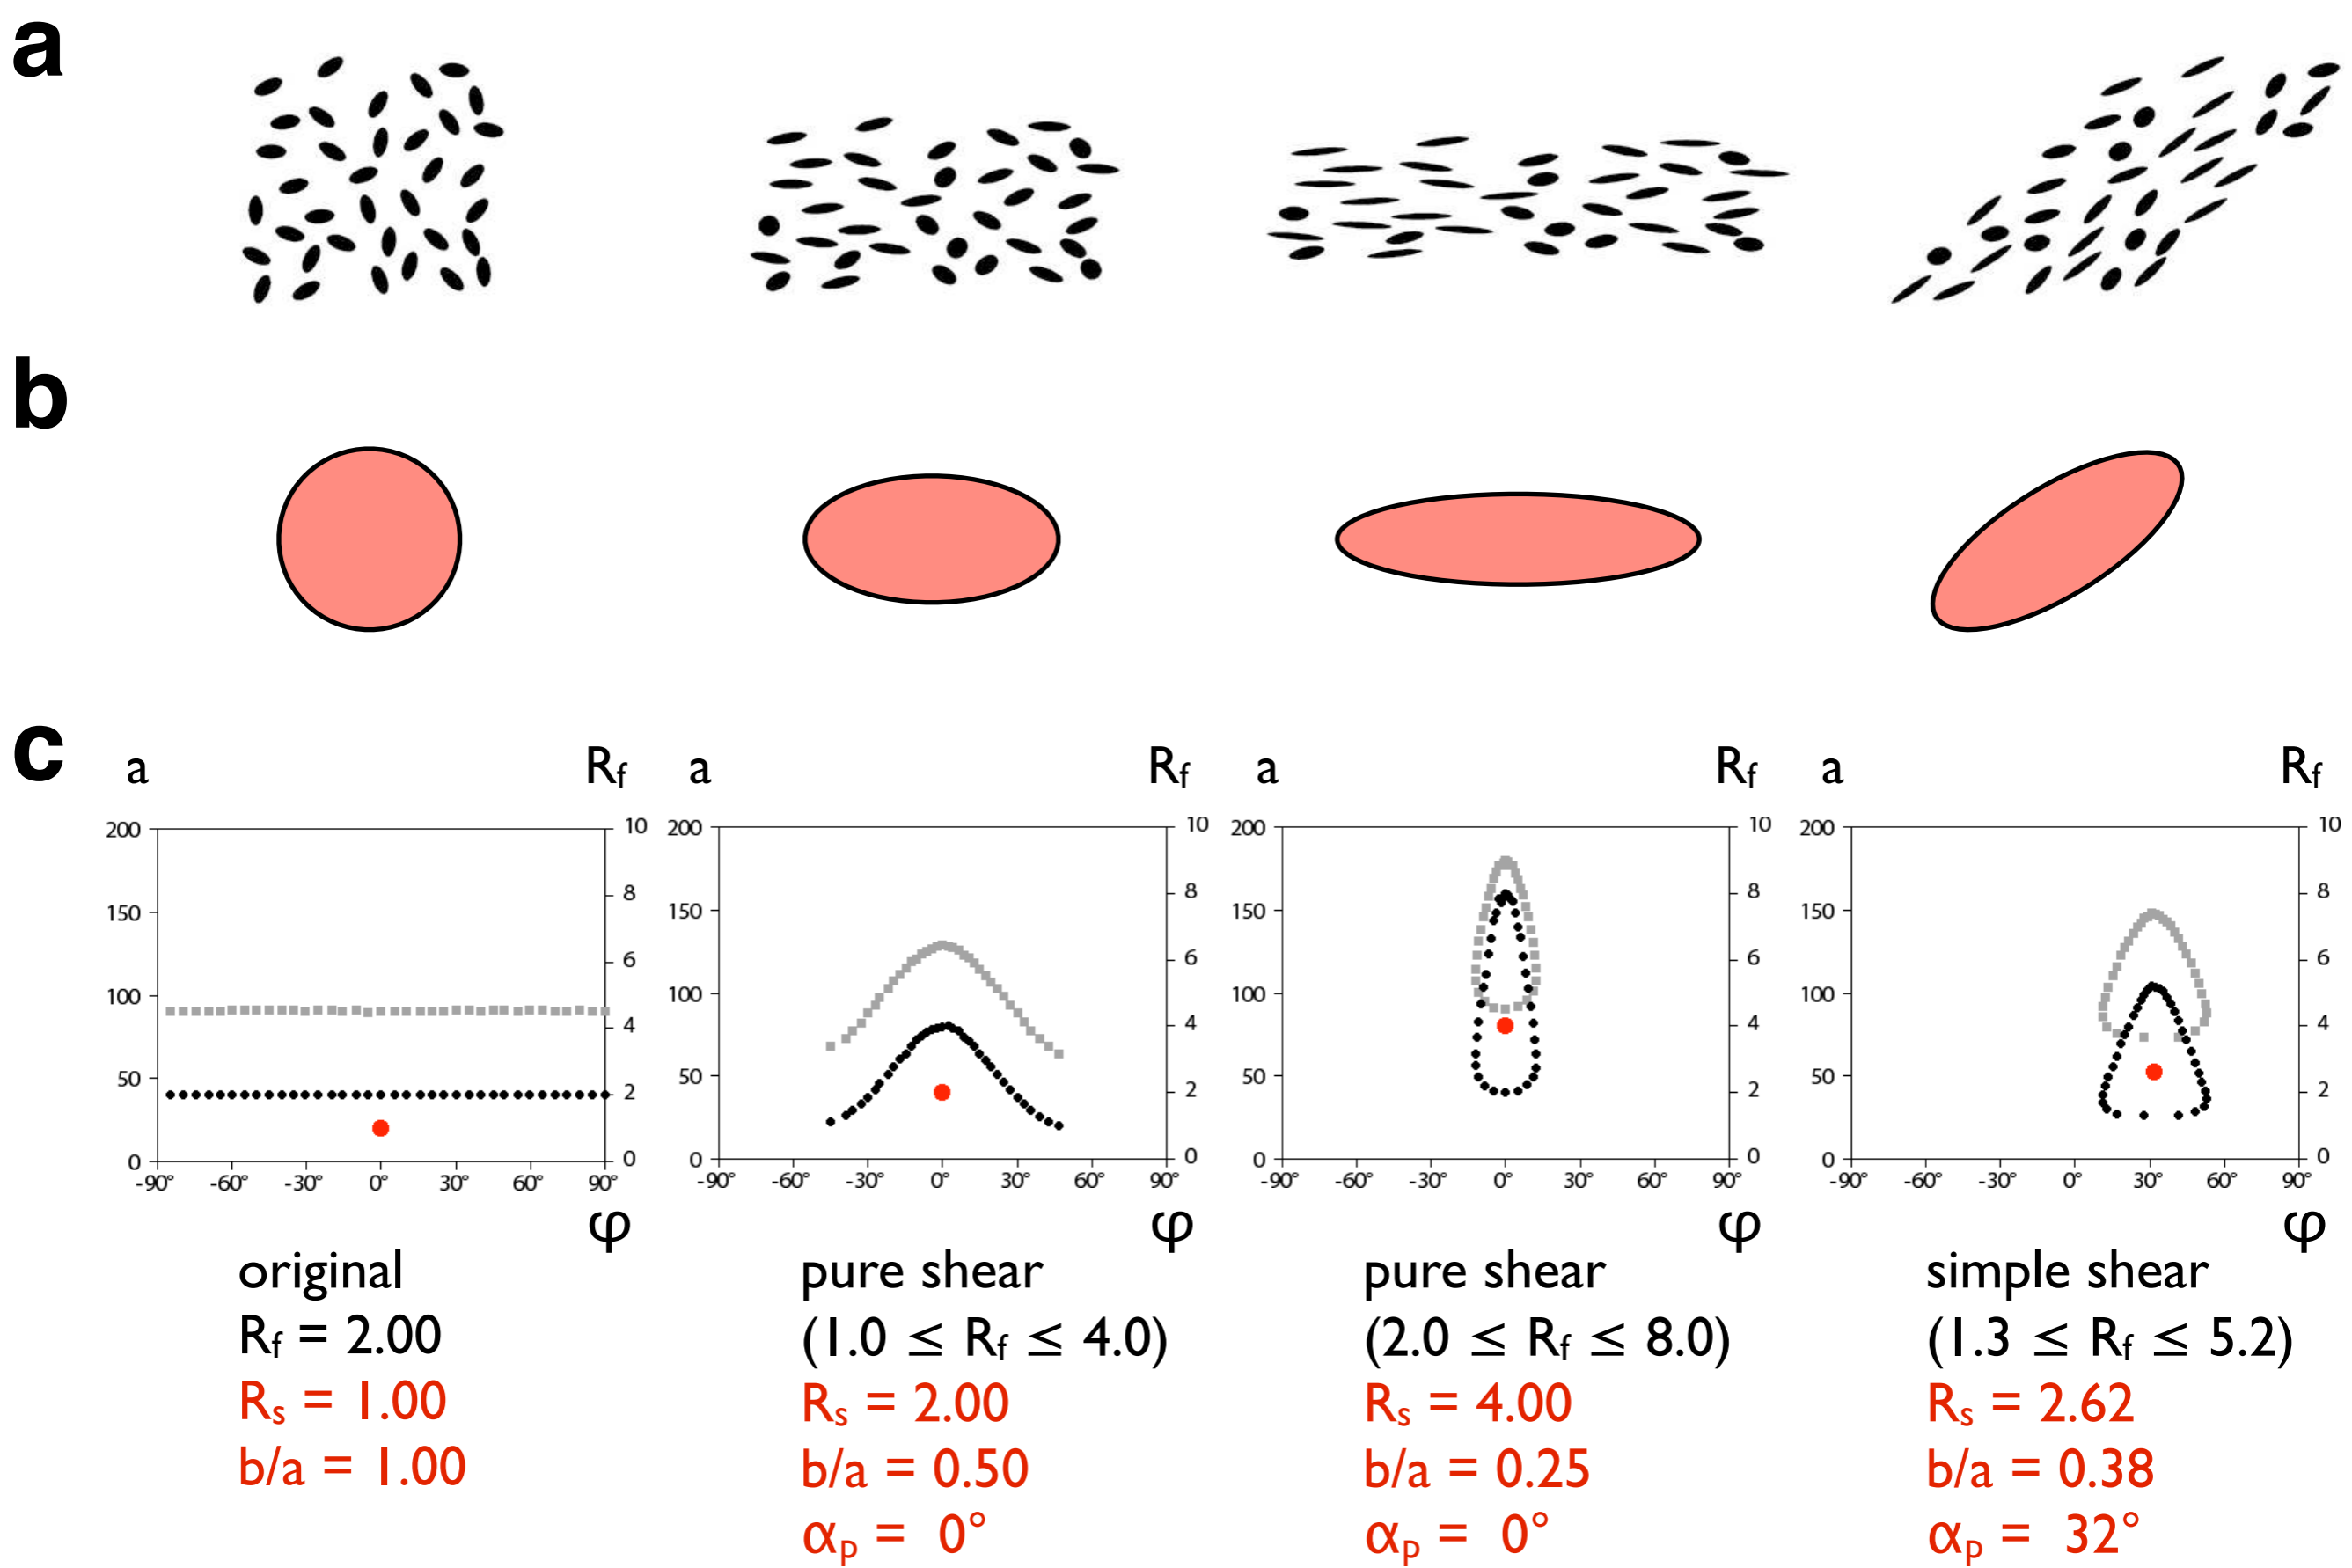 a
b
c
a Rf a Rf a Rf a Rf
200 10 200 10 200 10 200 10
8 8 8 8
150 150 150 150
6 6 6 6
100 100 100 100
4 4 4 4
50 50 50 50
2 2 2 2
0 0 0 0 0 0 0 0
-90° -60° -30° 0° 30° 60° 90° -90° -60° -30° 0° 30° 60° 90° -90° -60° -30° 0° 30° 60° 90° -90° -60° -30° 0° 30° 60° 90°
φ φ φ φ
original
Rf = 2.00
Rs = 1.00
b/a = 1.00
pure shear
(1.0 ≤ Rf ≤ 4.0)
Rs = 2.00
b/a = 0.50
αp = 0°
pure shear
(2.0 ≤ Rf ≤ 8.0)
Rs = 4.00
b/a = 0.25
αp = 0°
simple shear
(1.3 ≤ Rf ≤ 5.2)
Rs = 2.62
b/a = 0.38
αp = 32°